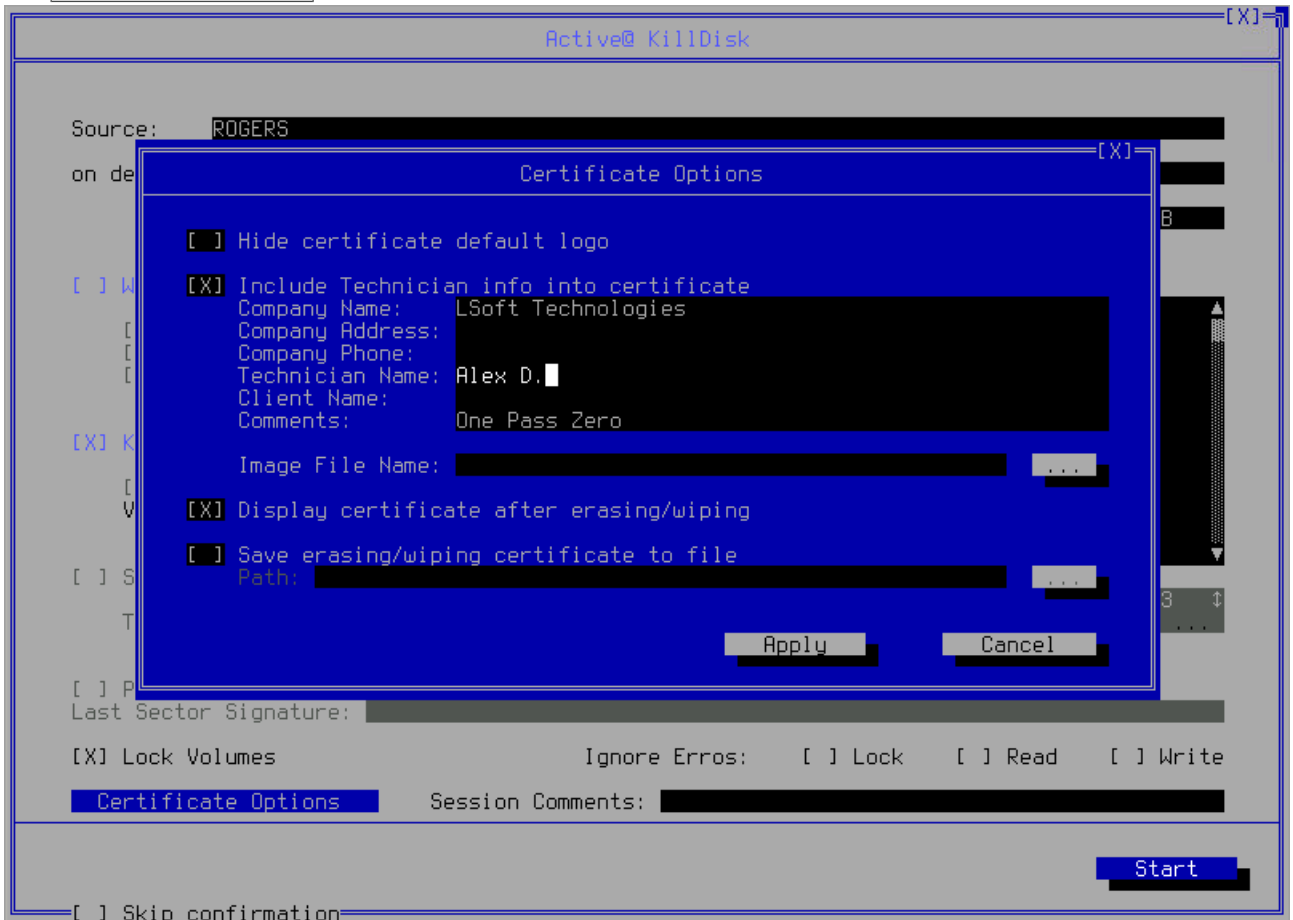 [X]
Active@ KillDisk
Source: ROGERS
[X]
on de
Certificate Options
B
[ ] Hide certificate default logo
[ ] W
[X] Include Technician info into certificate
Company Name: LSoft Technologies
[ Company Address:
[ Company Phone:
[ Technician Name: Alex D.
Client Name:
Comments: One Pass Zero
[X] K
Image File Name: ...
[
V [X] Display certificate after erasing/wiping
[ ] Save erasing/wiping certificate to file
[ ] S Path: ...
3
T ...
Apply Cancel
[ ] P
Last Sector Signature:
[X] Lock Volumes Ignore Erros: [ ] Lock [ ] Read [ ] Write
Certificate Options Session Comments:
Start
[ ] Skip confirmation